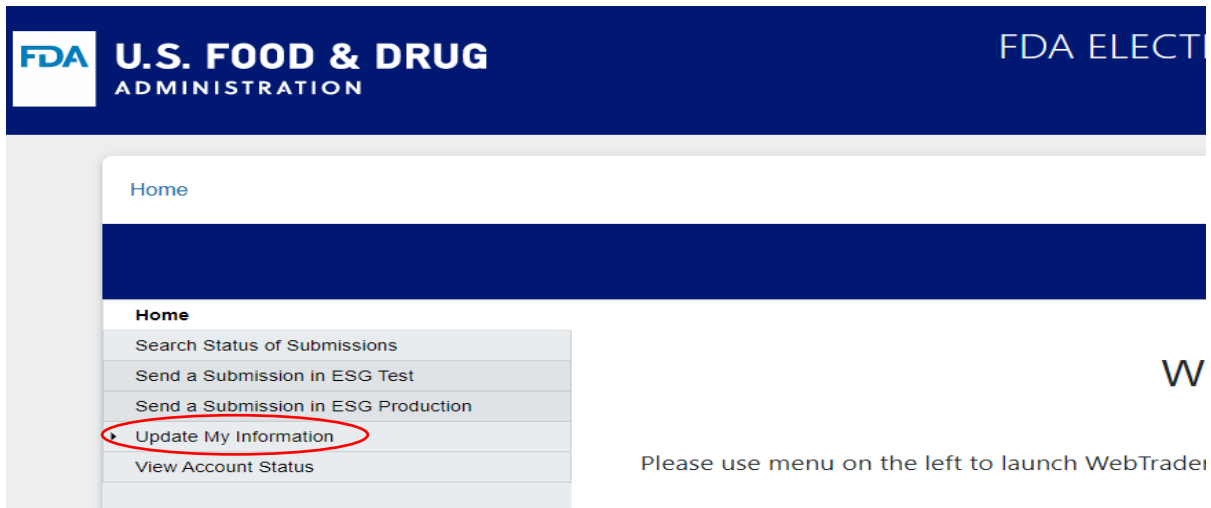 FDA
U.S. FOOD & DRUG
ADMINISTRATION
FDA ELECT
Home
Home
Search Status of Submissions
Send a Submission in ESG Test
Send a Submission in ESG Production
Update My Information
View Account Status
W
Please use menu on the left to launch WebTrader